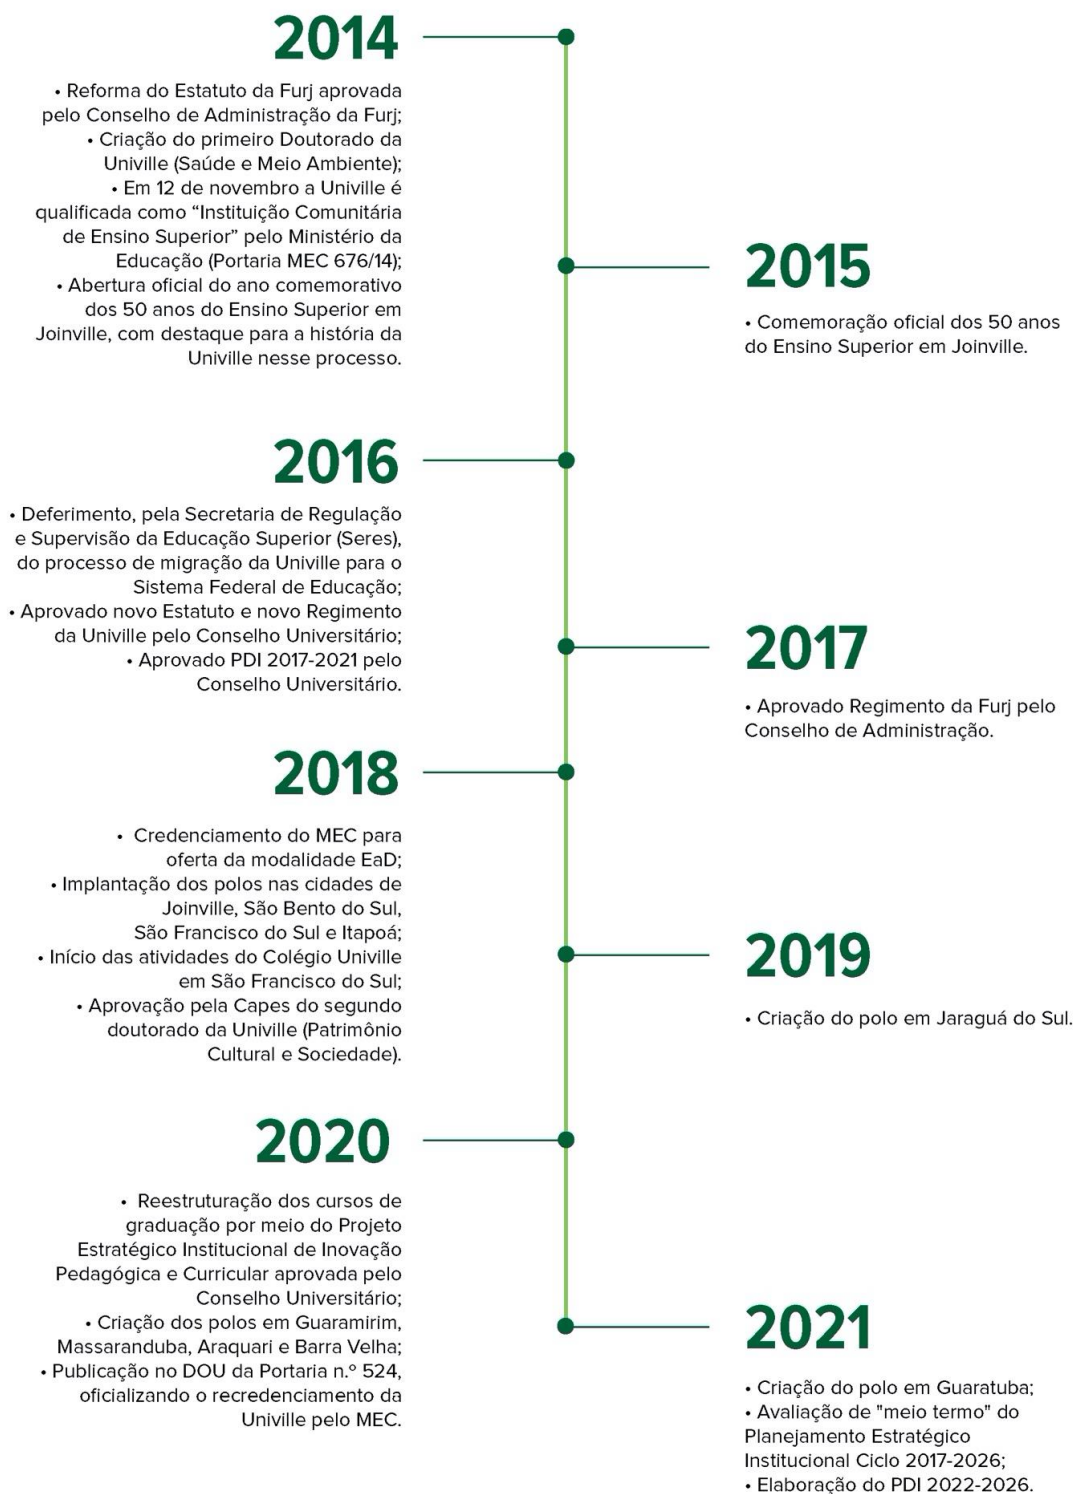 2014
• Reforma do Estatuto da Furj aprovada
pelo Conselho de Administração da Furj;
• Criação do primeiro Doutorado da
Univille (Saúde e Meio Ambiente);
• Em 12 de novembro a Univille é
qualificada como “Instituição Comunitária
de Ensino Superior” pelo Ministério da
Educação (Portaria MEC 676/14);
• Abertura oficial do ano comemorativo
dos 50 anos do Ensino Superior em
Joinville, com destaque para a história da
Univille nesse processo.
2015
• Comemoração oficial dos 50 anos
do Ensino Superior em Joinville.
2016
• Deferimento, pela Secretaria de Regulação
e Supervisão da Educação Superior (Seres),
do processo de migração da Univille para o
Sistema Federal de Educação;
• Aprovado novo Estatuto e novo Regimento
da Univille pelo Conselho Universitário;
• Aprovado PDI 2017-2021 pelo
Conselho Universitário.
2017
• Aprovado Regimento da Furj pelo
Conselho de Administração.
2018
• Credenciamento do MEC para
oferta da modalidade EaD;
• Implantação dos polos nas cidades de
Joinville, São Bento do Sul,
São Francisco do Sul e Itapoá;
• Início das atividades do Colégio Univille
em São Francisco do Sul;
• Aprovação pela Capes do segundo
doutorado da Univille (Patrimônio
Cultural e Sociedade).
2019
• Criação do polo em Jaraguá do Sul.
2020
• Reestruturação dos cursos de
graduação por meio do Projeto
Estratégico Institucional de Inovação
Pedagógica e Curricular aprovada pelo
Conselho Universitário;
• Criação dos polos em Guaramirim,
Massaranduba, Araquari e Barra Velha;
• Publicação no DOU da Portaria n.º 524,
oficializando o recredenciamento da
Univille pelo MEC.
2021
• Criação do polo em Guaratuba;
• Avaliação de "meio termo" do
Planejamento Estratégico
Institucional Ciclo 2017-2026;
• Elaboração do PDI 2022-2026.